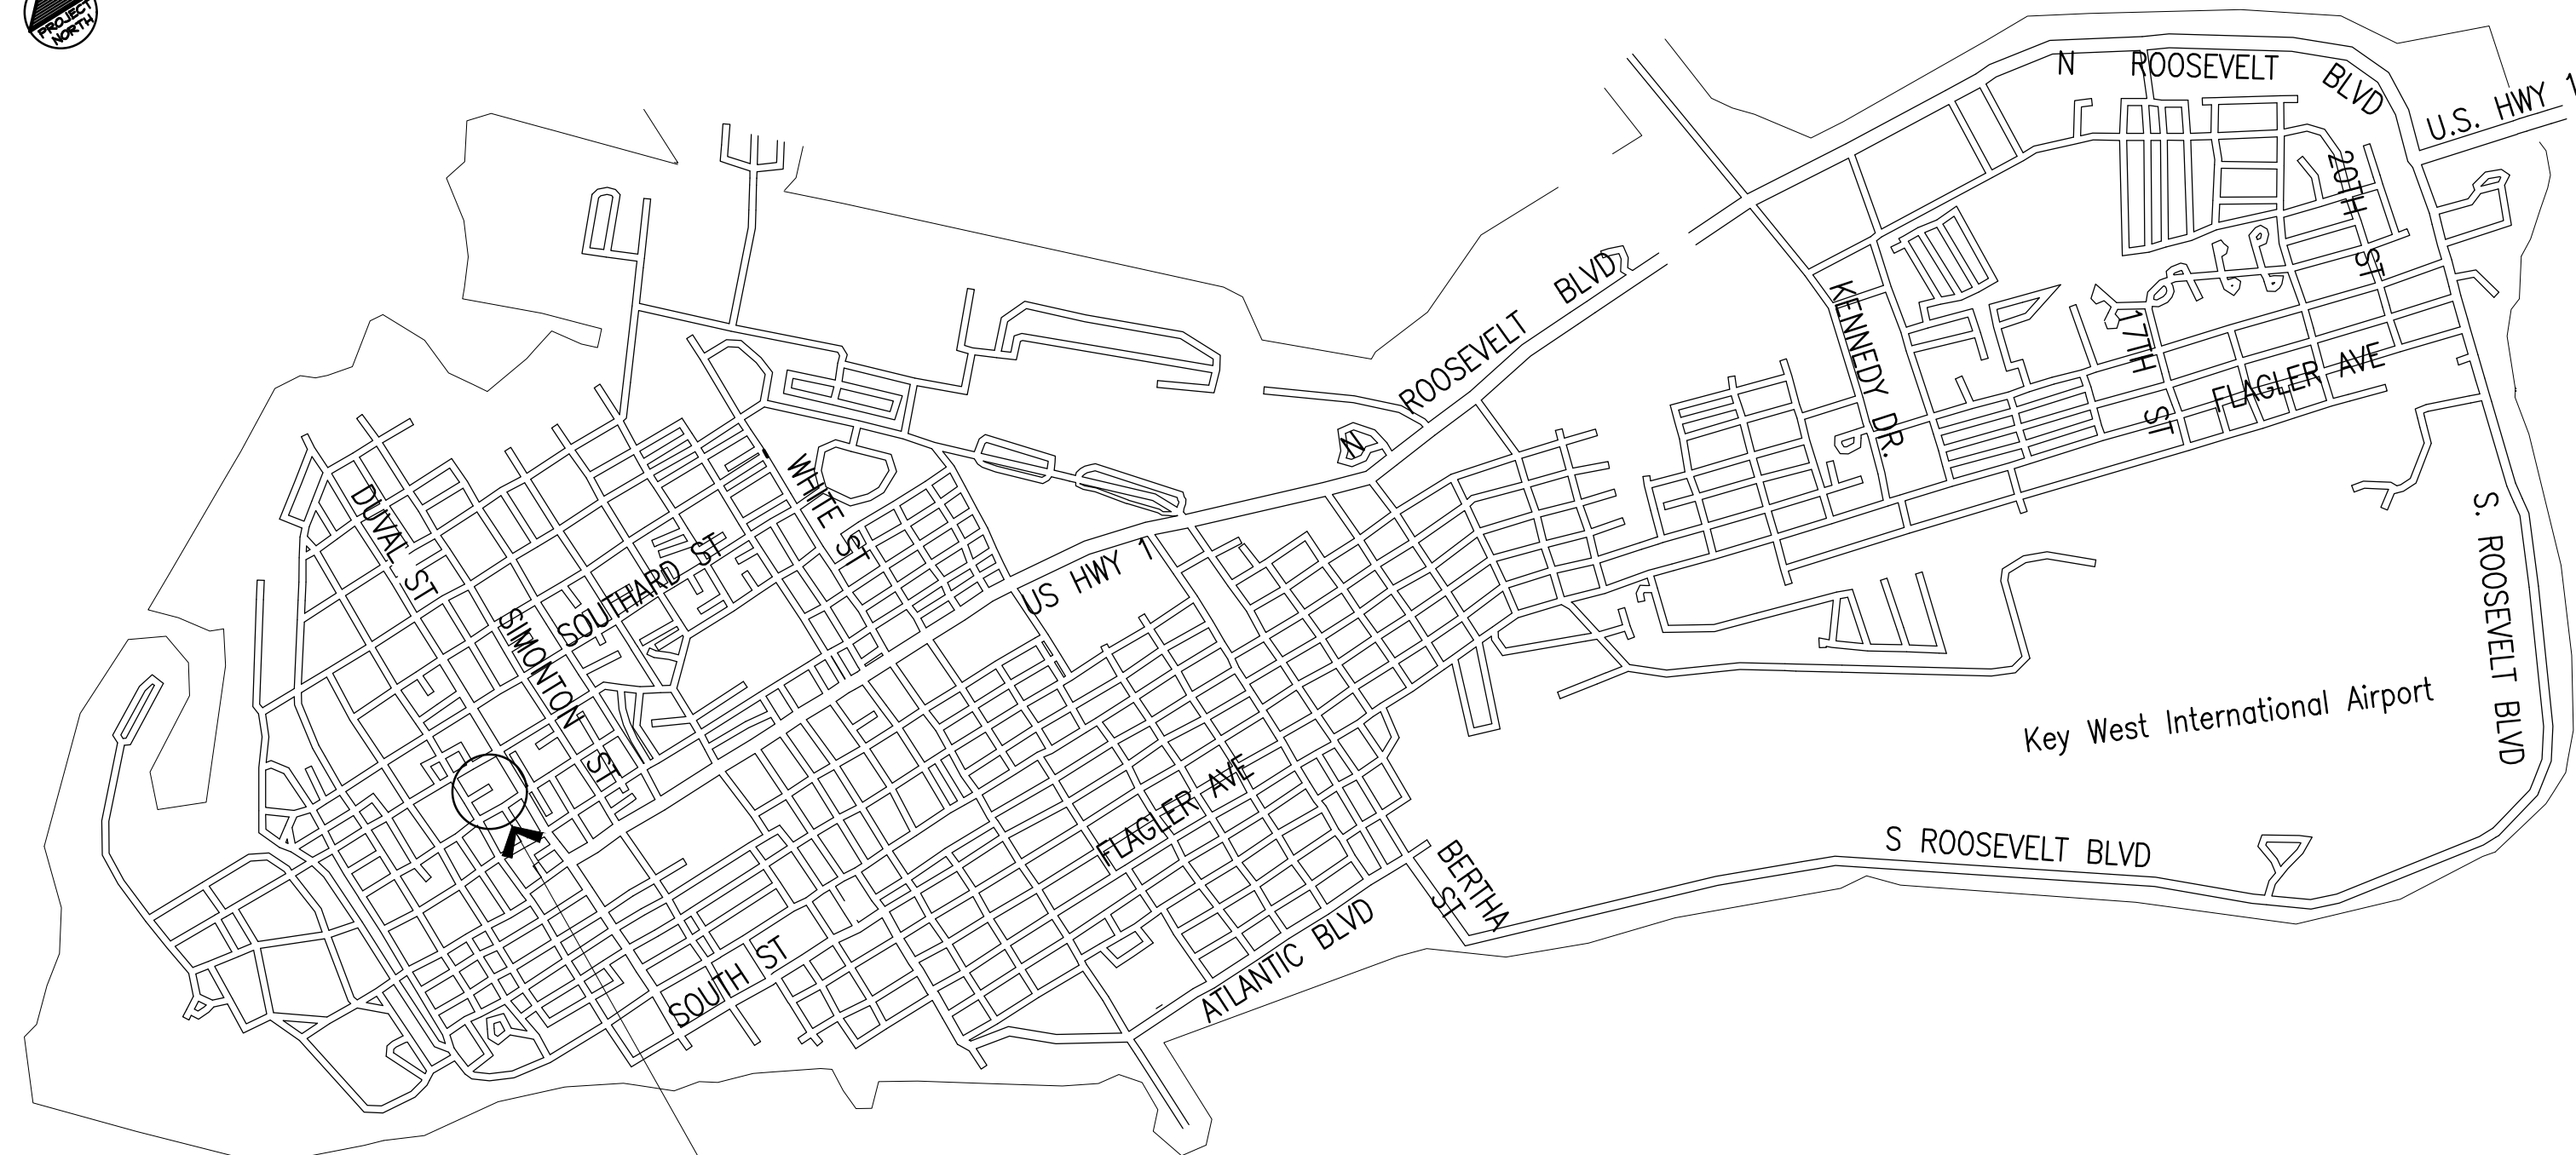 PROJECT
NORTH
N ROOSEVELT BLVD
U.S. HWY 1
20TH ST
N ROOSEVELT BLVD
KENNEDY DR.
17TH ST
FLAGLER AVE
DUVAL ST
WHITE ST
SOUTHARD ST
SIMONTON ST
US HWY 1
S. ROOSEVELT BLVD
Key West International Airport
FLAGLER AVE
S ROOSEVELT BLVD
BERTHA ST
ATLANTIC BLVD
SOUTH ST